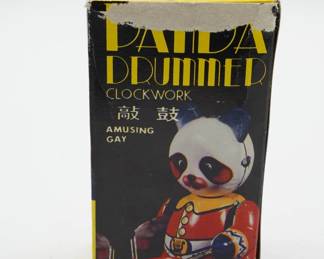 PANDA
DRUMMER
CLOCKWORK
敲 鼓
AMUSING
GAY